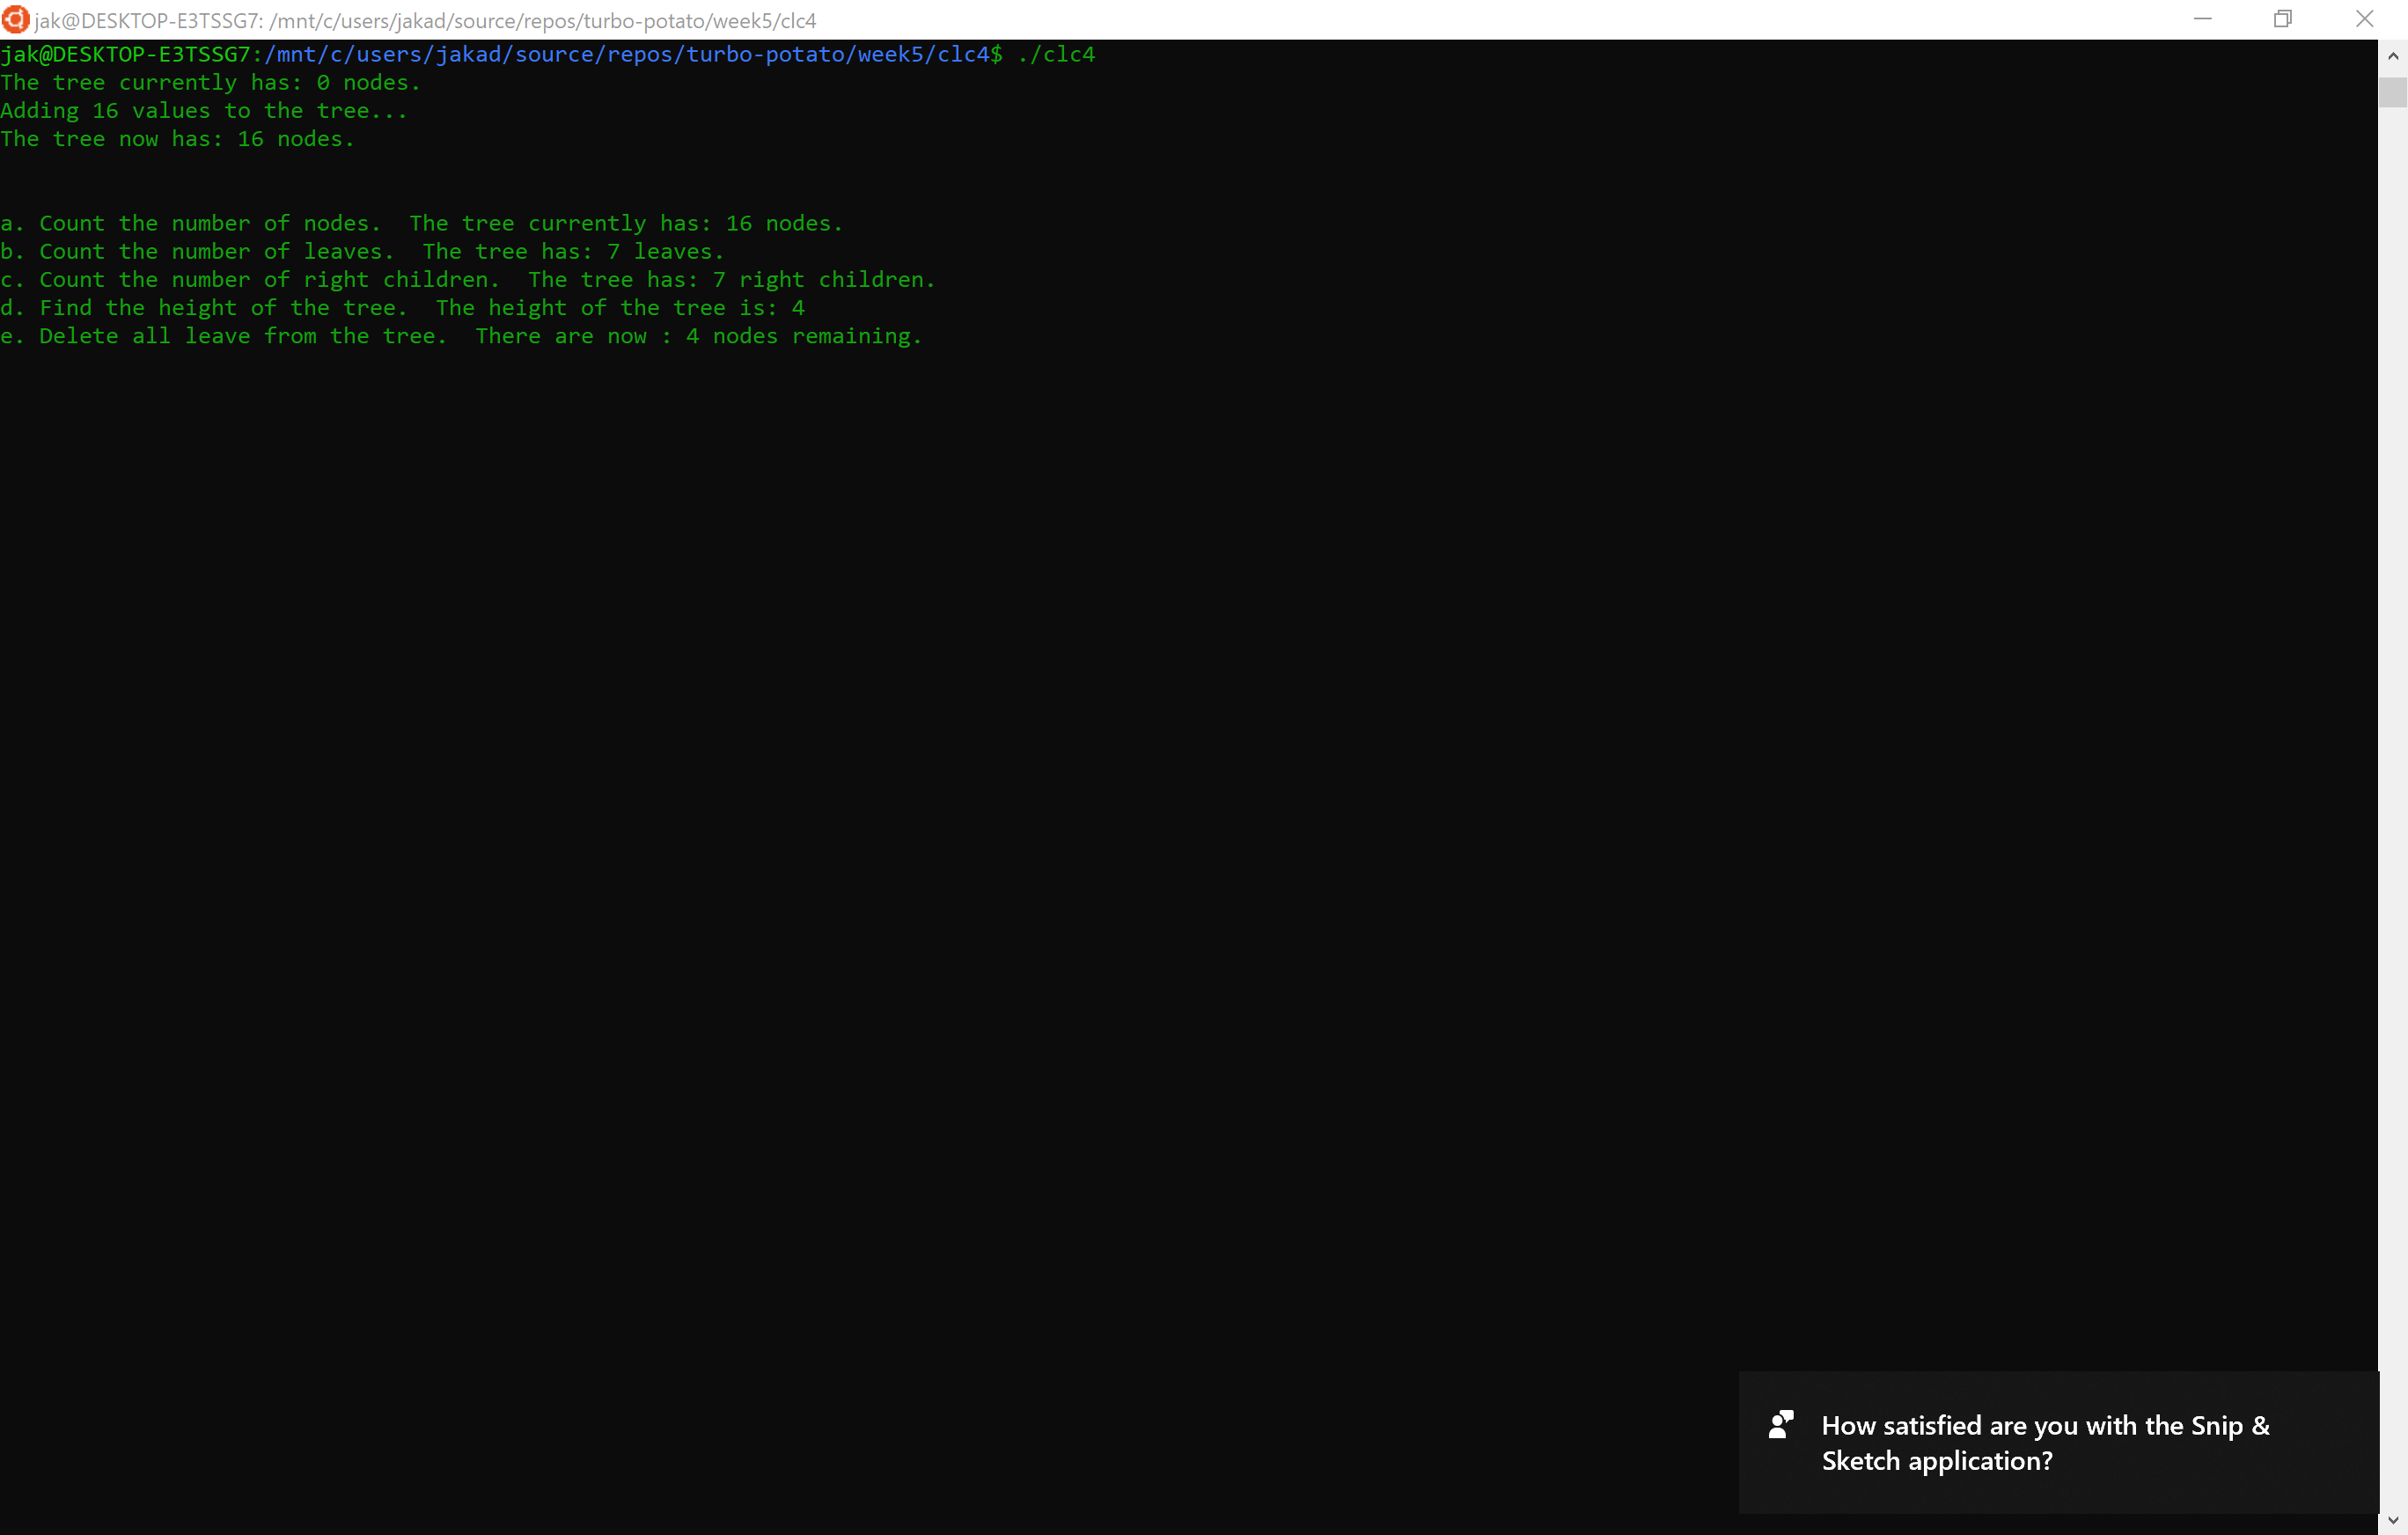 jak@DESKTOP-E3TSSG7: /mnt/c/users/jakad/source/repos/turbo-potato/week5/clc4
jak@DESKTOP-E3TSSG7:/mnt/c/users/jakad/source/repos/turbo-potato/week5/clc4$ ./clc4
The tree currently has: 0 nodes.
Adding 16 values to the tree...
The tree now has: 16 nodes.
a. Count the number of nodes.  The tree currently has: 16 nodes.
b. Count the number of leaves.  The tree has: 7 leaves.
c. Count the number of right children.  The tree has: 7 right children.
d. Find the height of the tree.  The height of the tree is: 4
e. Delete all leave from the tree.  There are now : 4 nodes remaining.
How satisfied are you with the Snip &
Sketch application?